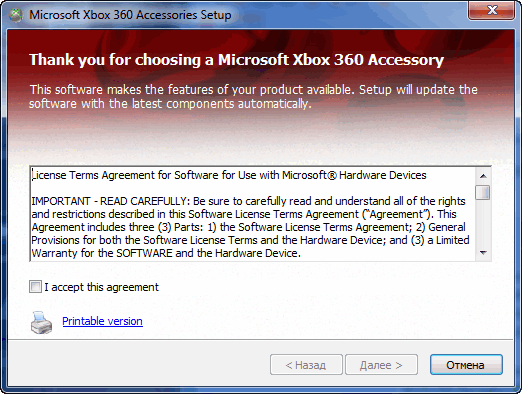 Microsoft Xbox 360 Accessories Setup
Thank you for choosing a Microsoft Xbox 360 Accessory
This software makes the features of your product available. Setup will update the
software with the latest components automatically.
License Terms Agreement for Software for Use with Microsoft® Hardware Devices
IMPORTANT - READ CAREFULLY: Be sure to carefully read and understand all of the rights
and restrictions described in this Software License Terms Agreement (“Agreement”). This
Agreement includes three (3) Parts: 1) the Software License Terms Agreement; 2) General
Provisions for both the Software License Terms and the Hardware Device; and (3) a Limited
Warranty for the SOFTWARE and the Hardware Device.
I accept this agreement
Printable version
< Назад
Далее >
Отмена